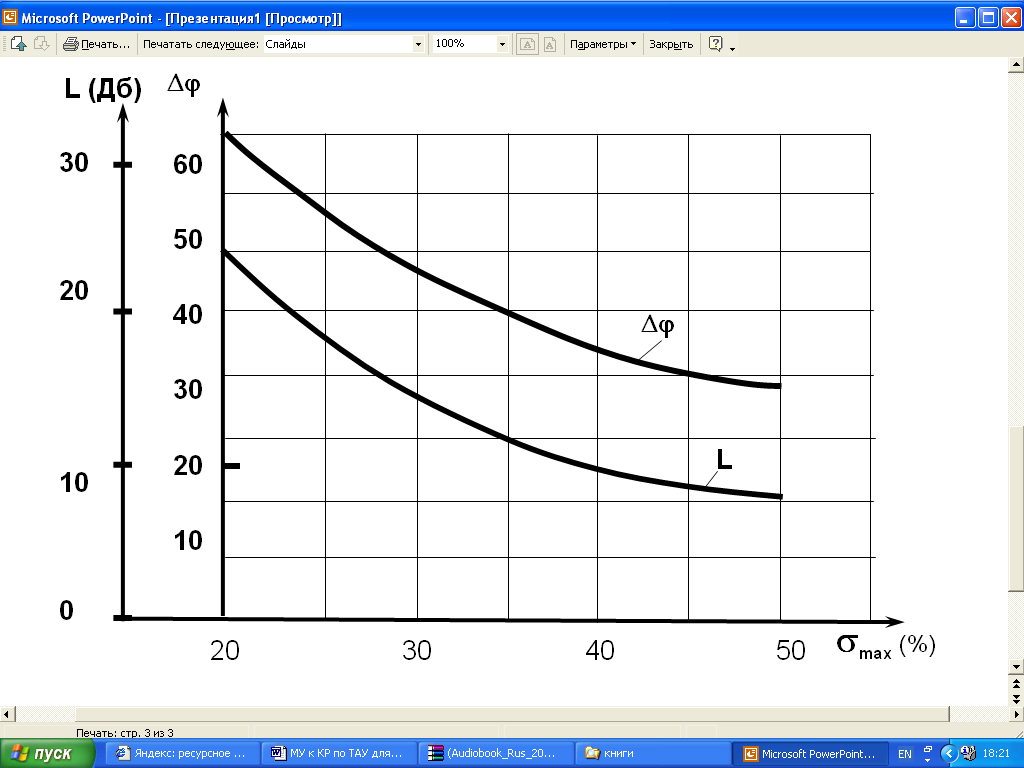 Microsoft PowerPoint - [Презентация1 [Просмотр]]
Печать... Печатать следующее: Слайды 100% Параметры Закрыть
L (Дб) Δφ
30 60
50
20 40
Δφ
30
L
20
10
10
0
20 30 40 50 σmax (%)
Печать: стр. 3 из 3
пуск Яндекс: ресурсное ... МУ к КР по ТАУ для... (Audiobook_Rus_20... книги Microsoft PowerPoint... EN 18:21